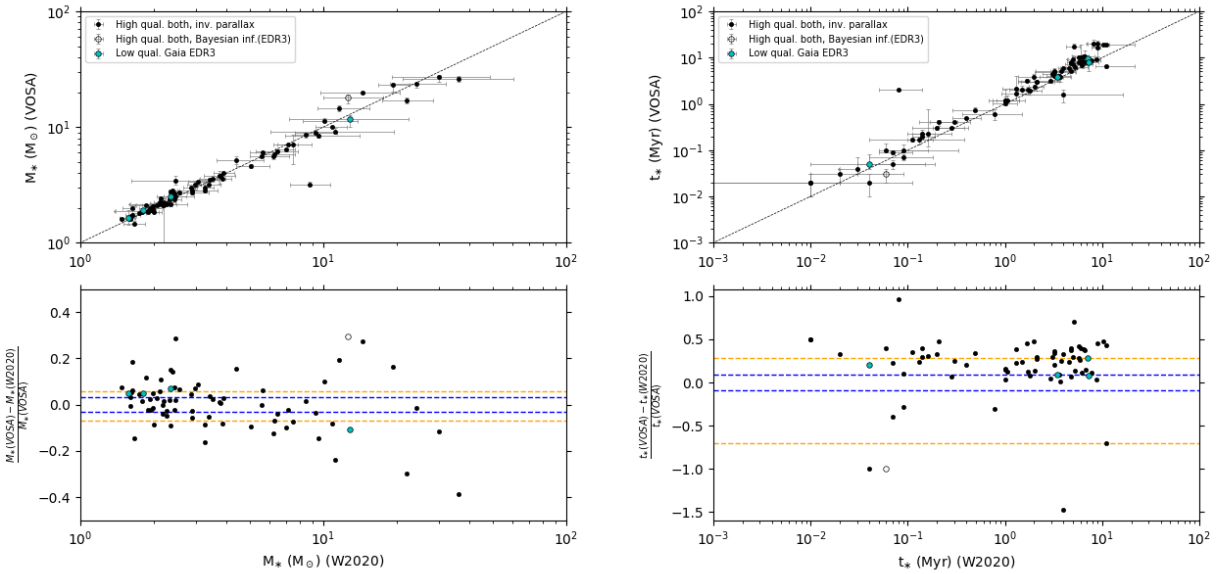 10²
10¹
10⁰
M* (M⊙) (VOSA)
High qual. both, inv. parallax
High qual. both, Bayesian inf.(EDR3)
Low qual. Gaia EDR3
10⁰ 10¹ 10²
10²
10¹
10⁰
10⁻¹
10⁻²
10⁻³
t* (Myr) (VOSA)
High qual. both, inv. parallax
High qual. both, Bayesian inf.(EDR3)
Low qual. Gaia EDR3
10⁻³ 10⁻² 10⁻¹ 10⁰ 10¹ 10²
0.4
0.2
0.0
−0.2
−0.4
M*(VOSA) − M*(W2020)
M*(VOSA)
10⁰ 10¹ 10²
M* (M⊙) (W2020)
1.0
0.5
0.0
−0.5
−1.0
−1.5
t*(VOSA) − t*(W2020)
t*(VOSA)
10⁻³ 10⁻² 10⁻¹ 10⁰ 10¹ 10²
t* (Myr) (W2020)